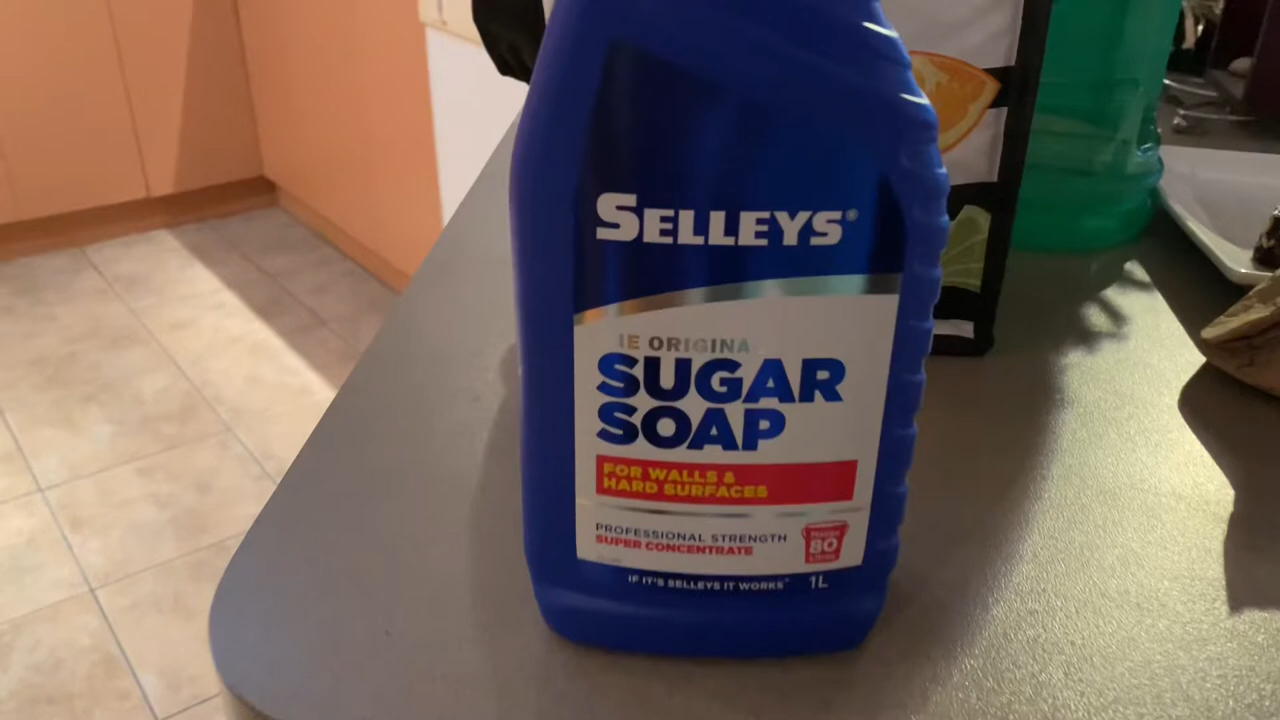 SELLEYS®
IE ORIGINA
SUGAR
SOAP
FOR WALLS &
HARD SURFACES
PROFESSIONAL STRENGTH
SUPER CONCENTRATE
80
IF IT'S SELLEYS IT WORKS
1L